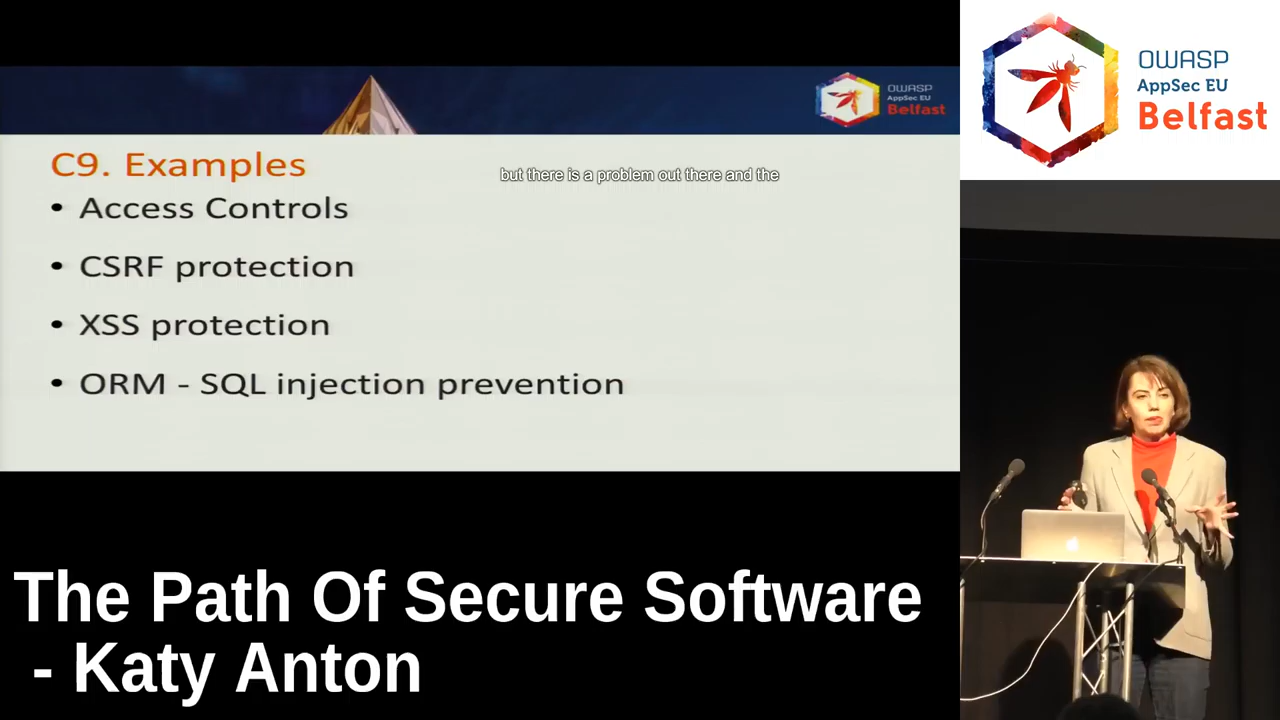 OWASP
AppSec EU
Belfast
C9. Examples
but there is a problem out there and the
• Access Controls
• CSRF protection
• XSS protection
• ORM - SQL injection prevention
OWASP
AppSec EU
Belfast
The Path Of Secure Software
- Katy Anton